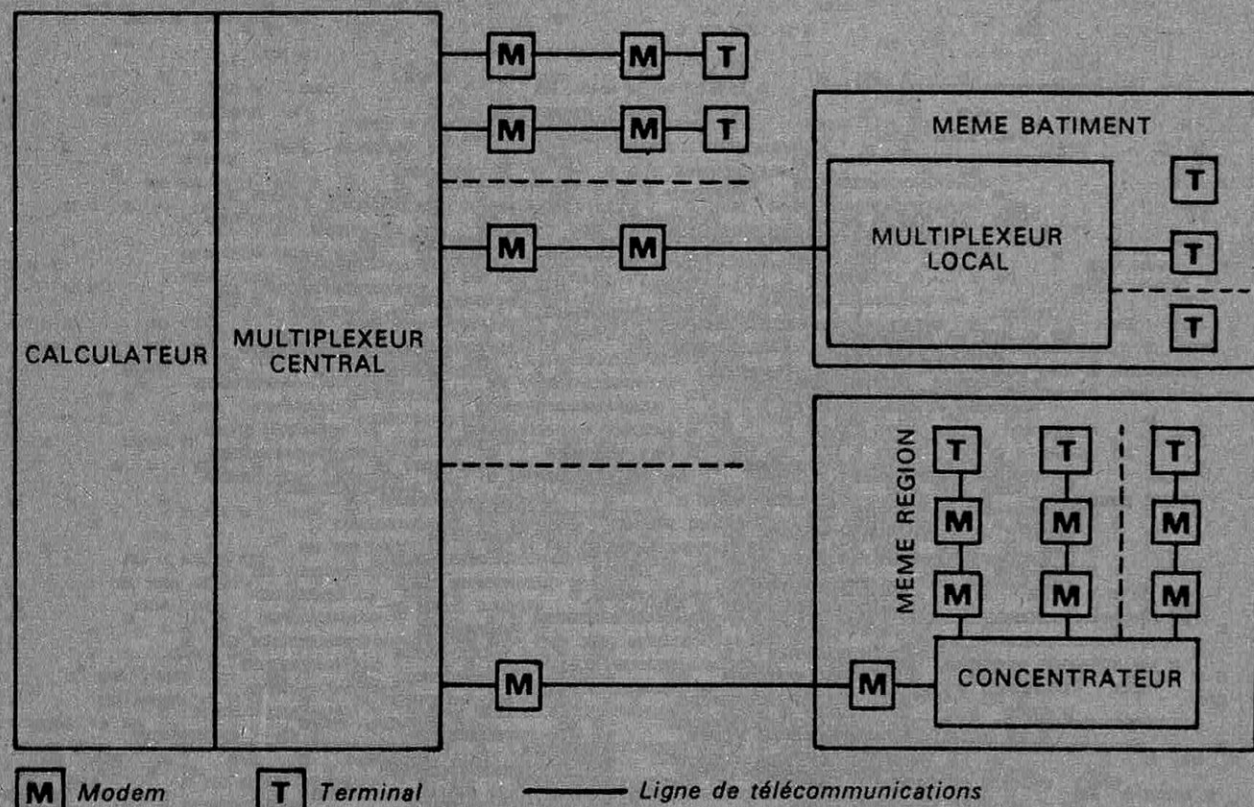 M M T
MEME BATIMENT
M M T
T
M M
MULTIPLEXEUR
LOCAL
T
T
CALCULATEUR
MULTIPLEXEUR
CENTRAL
MEME REGION
T T T
M M M
M M M
M
M
CONCENTRATEUR
M Modem
T Terminal
Ligne de télécommunications